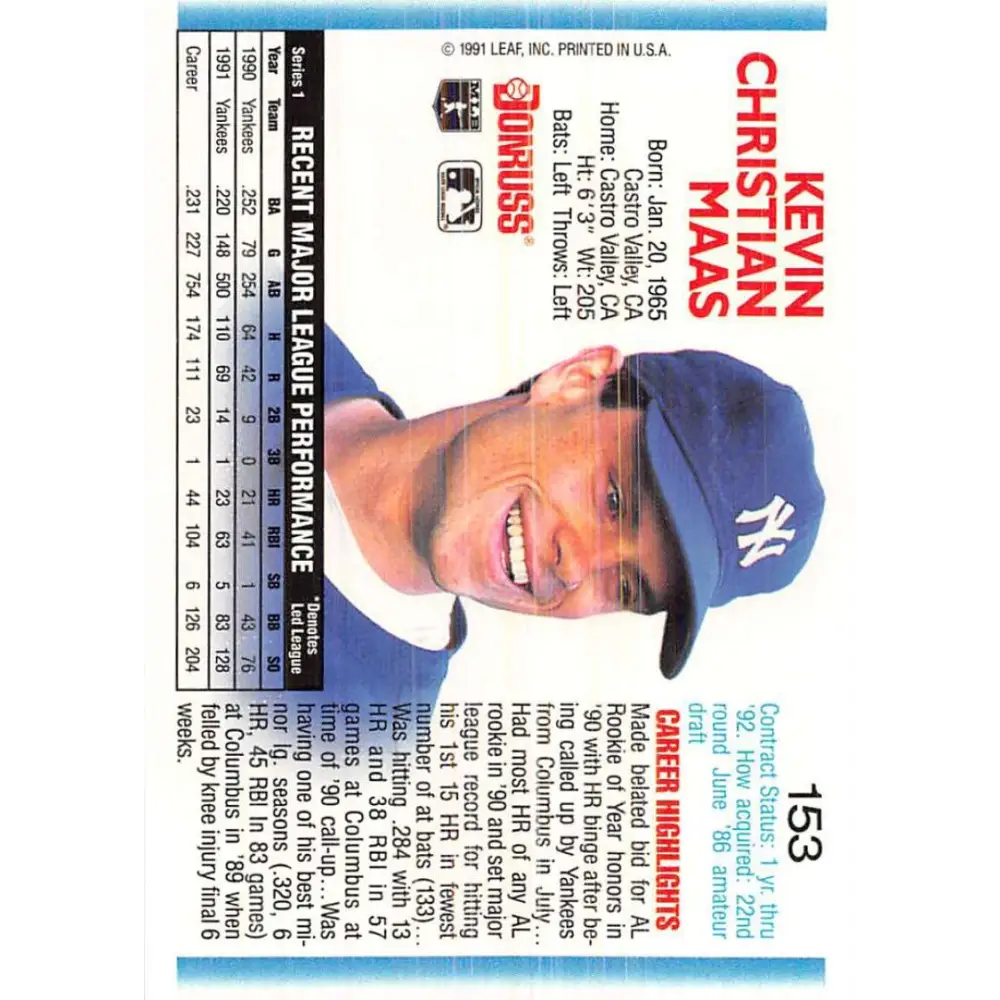 KEVIN
CHRISTIAN
MAAS
Born: Jan. 20, 1965
Castro Valley, CA
Home: Castro Valley, CA
Ht: 6' 3" Wt: 205
Bats: Left Throws: Left
DONRUSS®
MLB
© 1991 LEAF, INC. PRINTED IN U.S.A.
153
Contract Status: 1 yr. thru
'92. How acquired: 22nd
round June '86 amateur
draft
CAREER HIGHLIGHTS
Made belated bid for AL
Rookie of Year honors in
'90 with HR binge after be-
ing called up by Yankees
from Columbus in July...
Had most HR of any AL
rookie in '90 and set major
league record for hitting
his 1st 15 HR in fewest
number of at bats (133)...
Was hitting .284 with 13
HR and 38 RBI in 57
games at Columbus at
time of '90 call-up...Was
having one of his best mi-
nor lg. seasons (.320, 6
HR, 45 RBI In 83 games)
at Columbus in '89 when
felled by knee injury final 6
weeks.
Series 1 RECENT MAJOR LEAGUE PERFORMANCE *Denotes
Led League
Year Team BA G AB H R 2B 3B HR RBI SB BB SO
1990 Yankees .252 79 254 64 42 9 0 21 41 1 43 76
1991 Yankees .220 148 500 110 69 14 1 23 63 5 83 128
Career .231 227 754 174 111 23 1 44 104 6 126 204